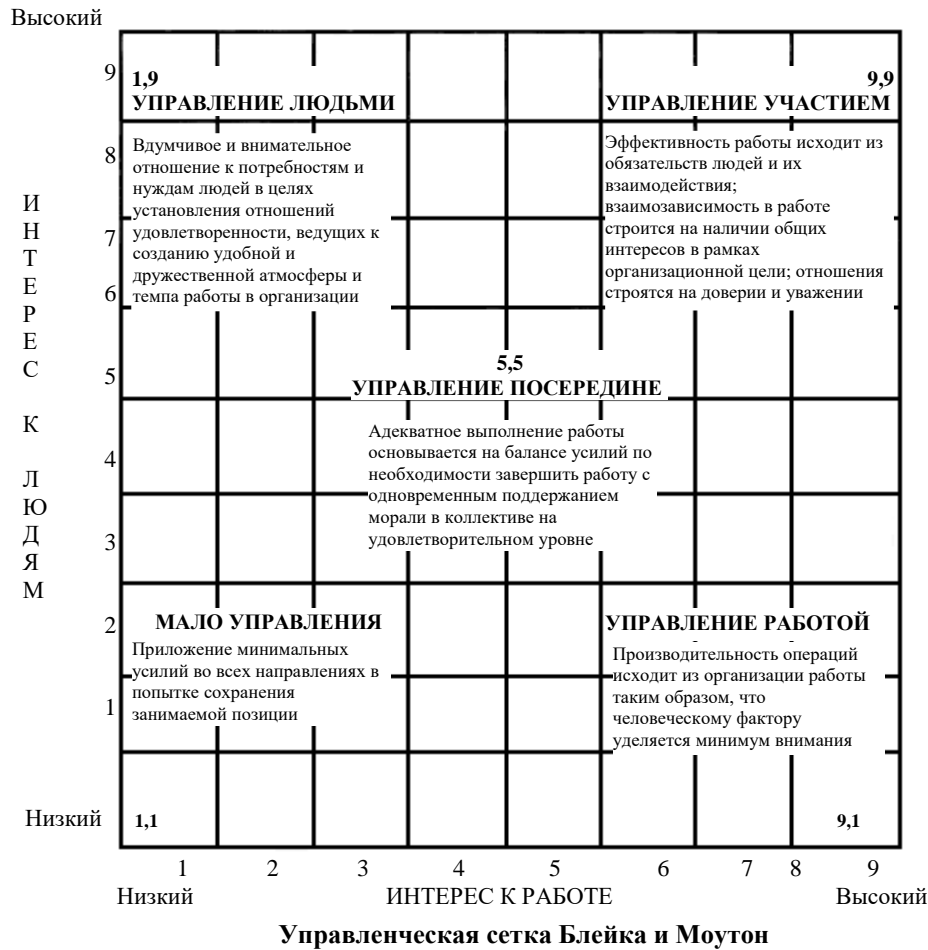 Высокий
9
1,9
УПРАВЛЕНИЕ ЛЮДЬМИ
9,9
УПРАВЛЕНИЕ УЧАСТИЕМ
8
Вдумчивое и внимательное
отношение к потребностям и
нуждам людей в целях
установления отношений
удовлетворенности, ведущих к
созданию удобной и
дружественной атмосферы и
темпа работы в организации
Эффективность работы исходит из
обязательств людей и их
взаимодействия;
взаимозависимость в работе
строится на наличии общих
интересов в рамках
организационной цели; отношения
строятся на доверии и уважении
7
6
ИНТЕРЕС К ЛЮДЯМ
5
5,5
УПРАВЛЕНИЕ ПОСЕРЕДИНЕ
4
Адекватное выполнение работы
основывается на балансе усилий по
необходимости завершить работу с
одновременным поддержанием
морали в коллективе на
удовлетворительном уровне
3
2
МАЛО УПРАВЛЕНИЯ
Приложение минимальных
усилий во всех направлениях в
попытке сохранения
занимаемой позиции
УПРАВЛЕНИЕ РАБОТОЙ
Производительность операций
исходит из организации работы
таким образом, что
человеческому фактору
уделяется минимум внимания
1
Низкий
1,1
9,1
1 2 3 4 5 6 7 8 9
Низкий ИНТЕРЕС К РАБОТЕ Высокий
Управленческая сетка Блейка и Моутон